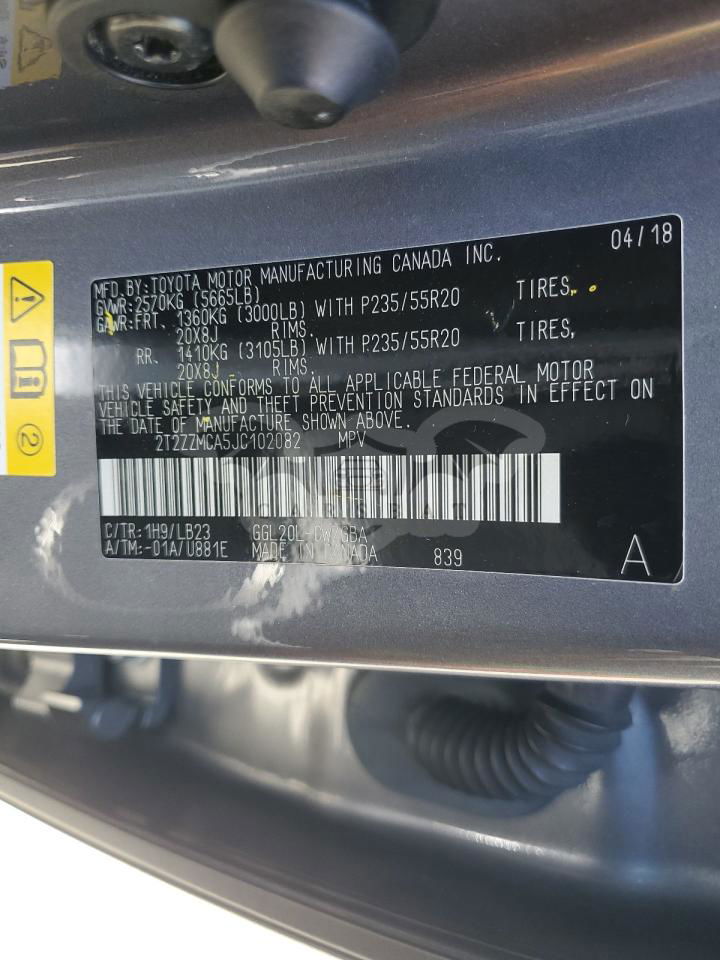 04/18
MFD. BY: TOYOTA MOTOR MANUFACTURING CANADA INC.
GVWR: 2570KG (5665LB)
GAWR: FRT. 1360KG (3000LB) WITH P235/55R20 TIRES,
20X8J RIMS.
RR. 1410KG (3105LB) WITH P235/55R20 TIRES,
20X8J RIMS.
THIS VEHICLE CONFORMS TO ALL APPLICABLE FEDERAL MOTOR
VEHICLE SAFETY AND THEFT PREVENTION STANDARDS IN EFFECT ON
THE DATE OF MANUFACTURE SHOWN ABOVE.
2T2ZZMCA5JC102082 MPV
C/TR: 1H9/LB23 GGL20L-CW/GBA
A/TM: -01A/U881E MADE IN CANADA 839 A
2